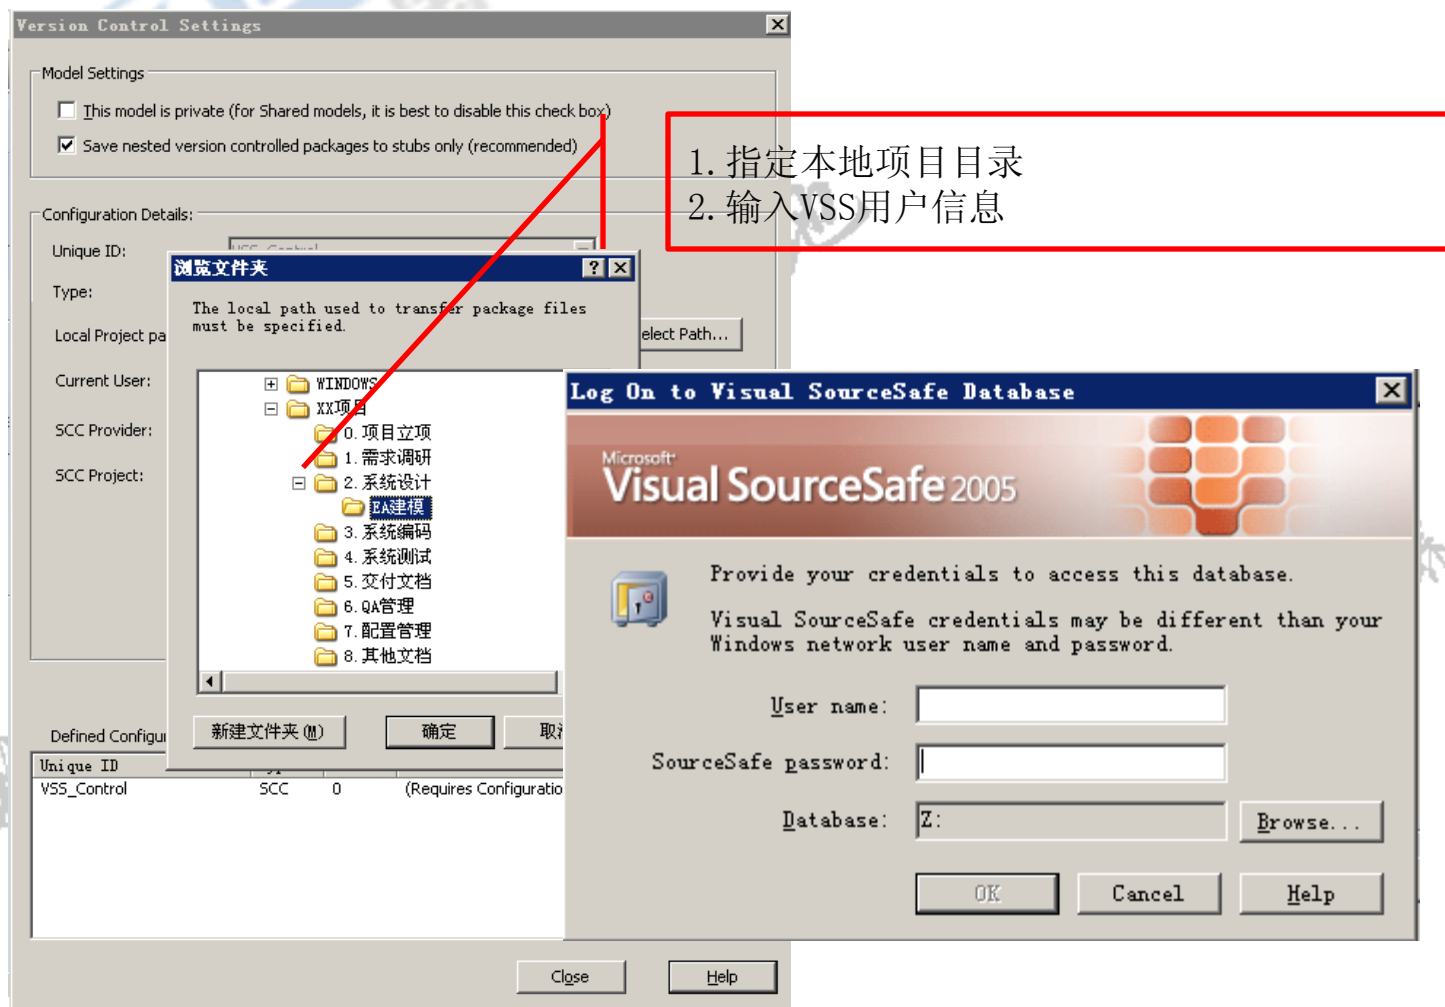 Version Control Settings
Model Settings
This model is private (for Shared models, it is best to disable this check box)
Save nested version controlled packages to stubs only (recommended)
1. 指定本地项目目录
2. 输入VSS用户信息
Configuration Details:
Unique ID:
VSS_Control
Type:
Local Project pa
elect Path...
Current User:
SCC Provider:
SCC Project:
浏览文件夹
The local path used to transfer package files
must be specified.
WINDOWS
XX项目
0. 项目立项
1. 需求调研
2. 系统设计
EA建模
3. 系统编码
4. 系统测试
5. 交付文档
6. QA管理
7. 配置管理
8. 其他文档
新建文件夹(M)
确定
Log On to Visual SourceSafe Database
Microsoft
Visual SourceSafe 2005
Provide your credentials to access this database.
Visual SourceSafe credentials may be different than your
Windows network user name and password.
User name:
SourceSafe password:
Database:
Z:
Browse...
OK
Cancel
Help
Defined Configu
Unique ID
VSS_Control
SCC
0
(Requires Configuratio
Close
Help